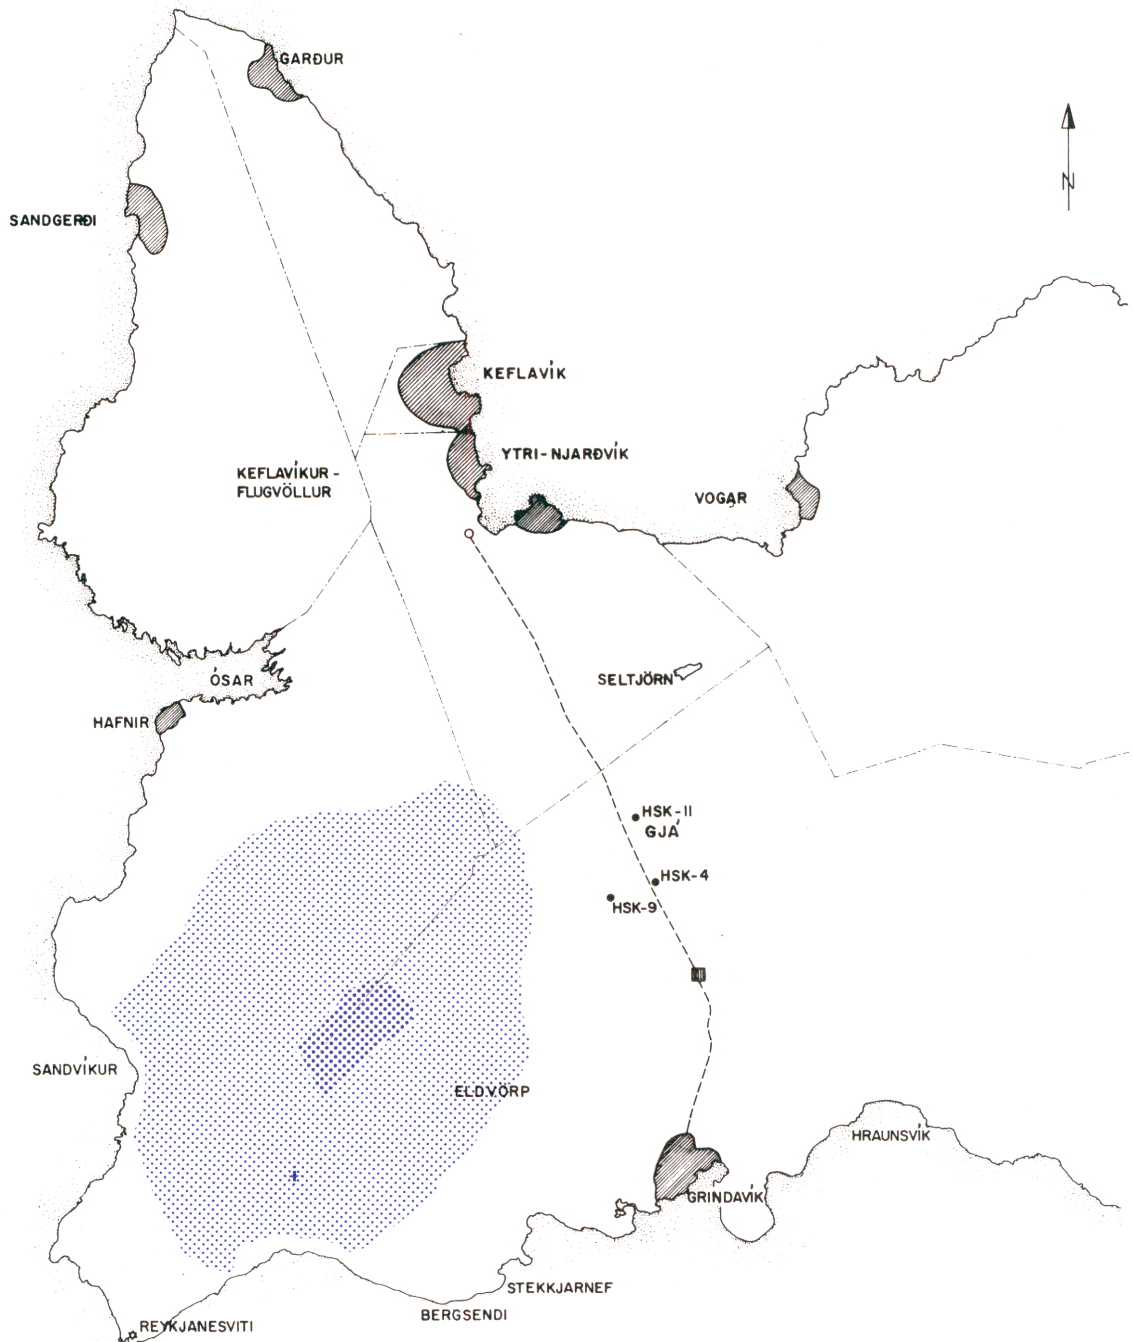 GARÐUR
N
SANDGERÐI
KEFLAVÍK
YTRI-NJARÐVÍK
KEFLAVÍKUR-
FLUGVÖLLUR
VOGAR
SELTJÖRN
ÓSAR
HAFNIR
HSK-11
GJÁ
HSK-4
HSK-9
SANDVÍKUR
ELDVÖRP
HRAUNSVÍK
GRINDAVÍK
STEKKJARNEF
BERGSENDI
REYKJANESVITI